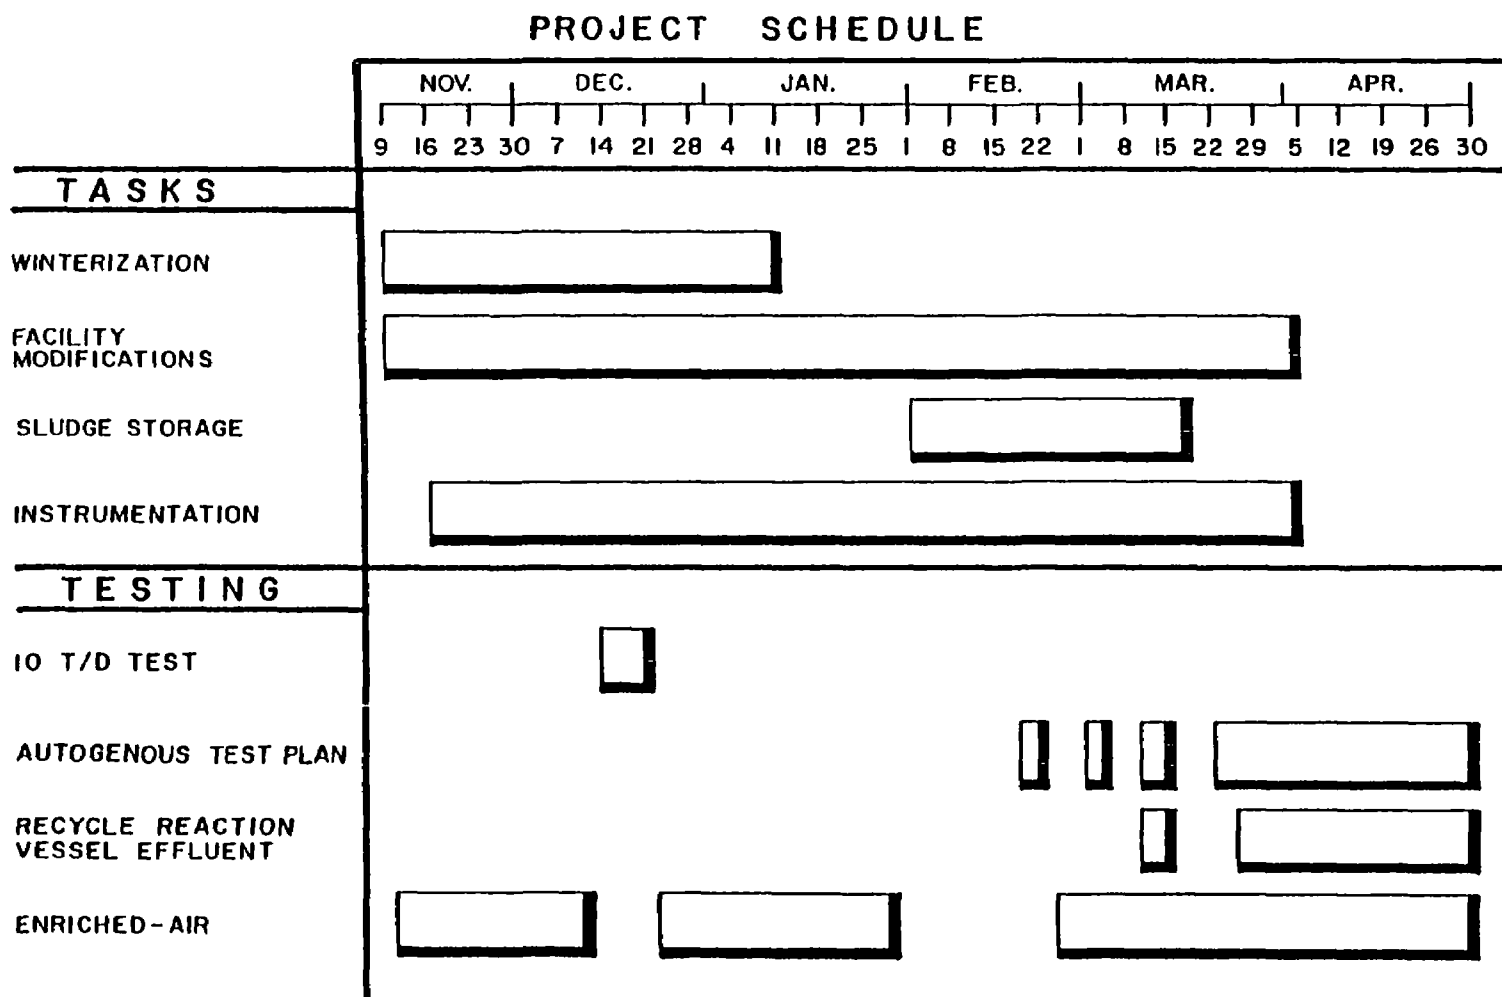 PROJECT SCHEDULE
NOV. DEC. JAN. FEB. MAR. APR.
9 16 23 30 7 14 21 28 4 11 18 25 1 8 15 22 1 8 15 22 29 5 12 19 26 30
TASKS
WINTERIZATION
FACILITY
MODIFICATIONS
SLUDGE STORAGE
INSTRUMENTATION
TESTING
10 T/D TEST
AUTOGENOUS TEST PLAN
RECYCLE REACTION
VESSEL EFFLUENT
ENRICHED-AIR